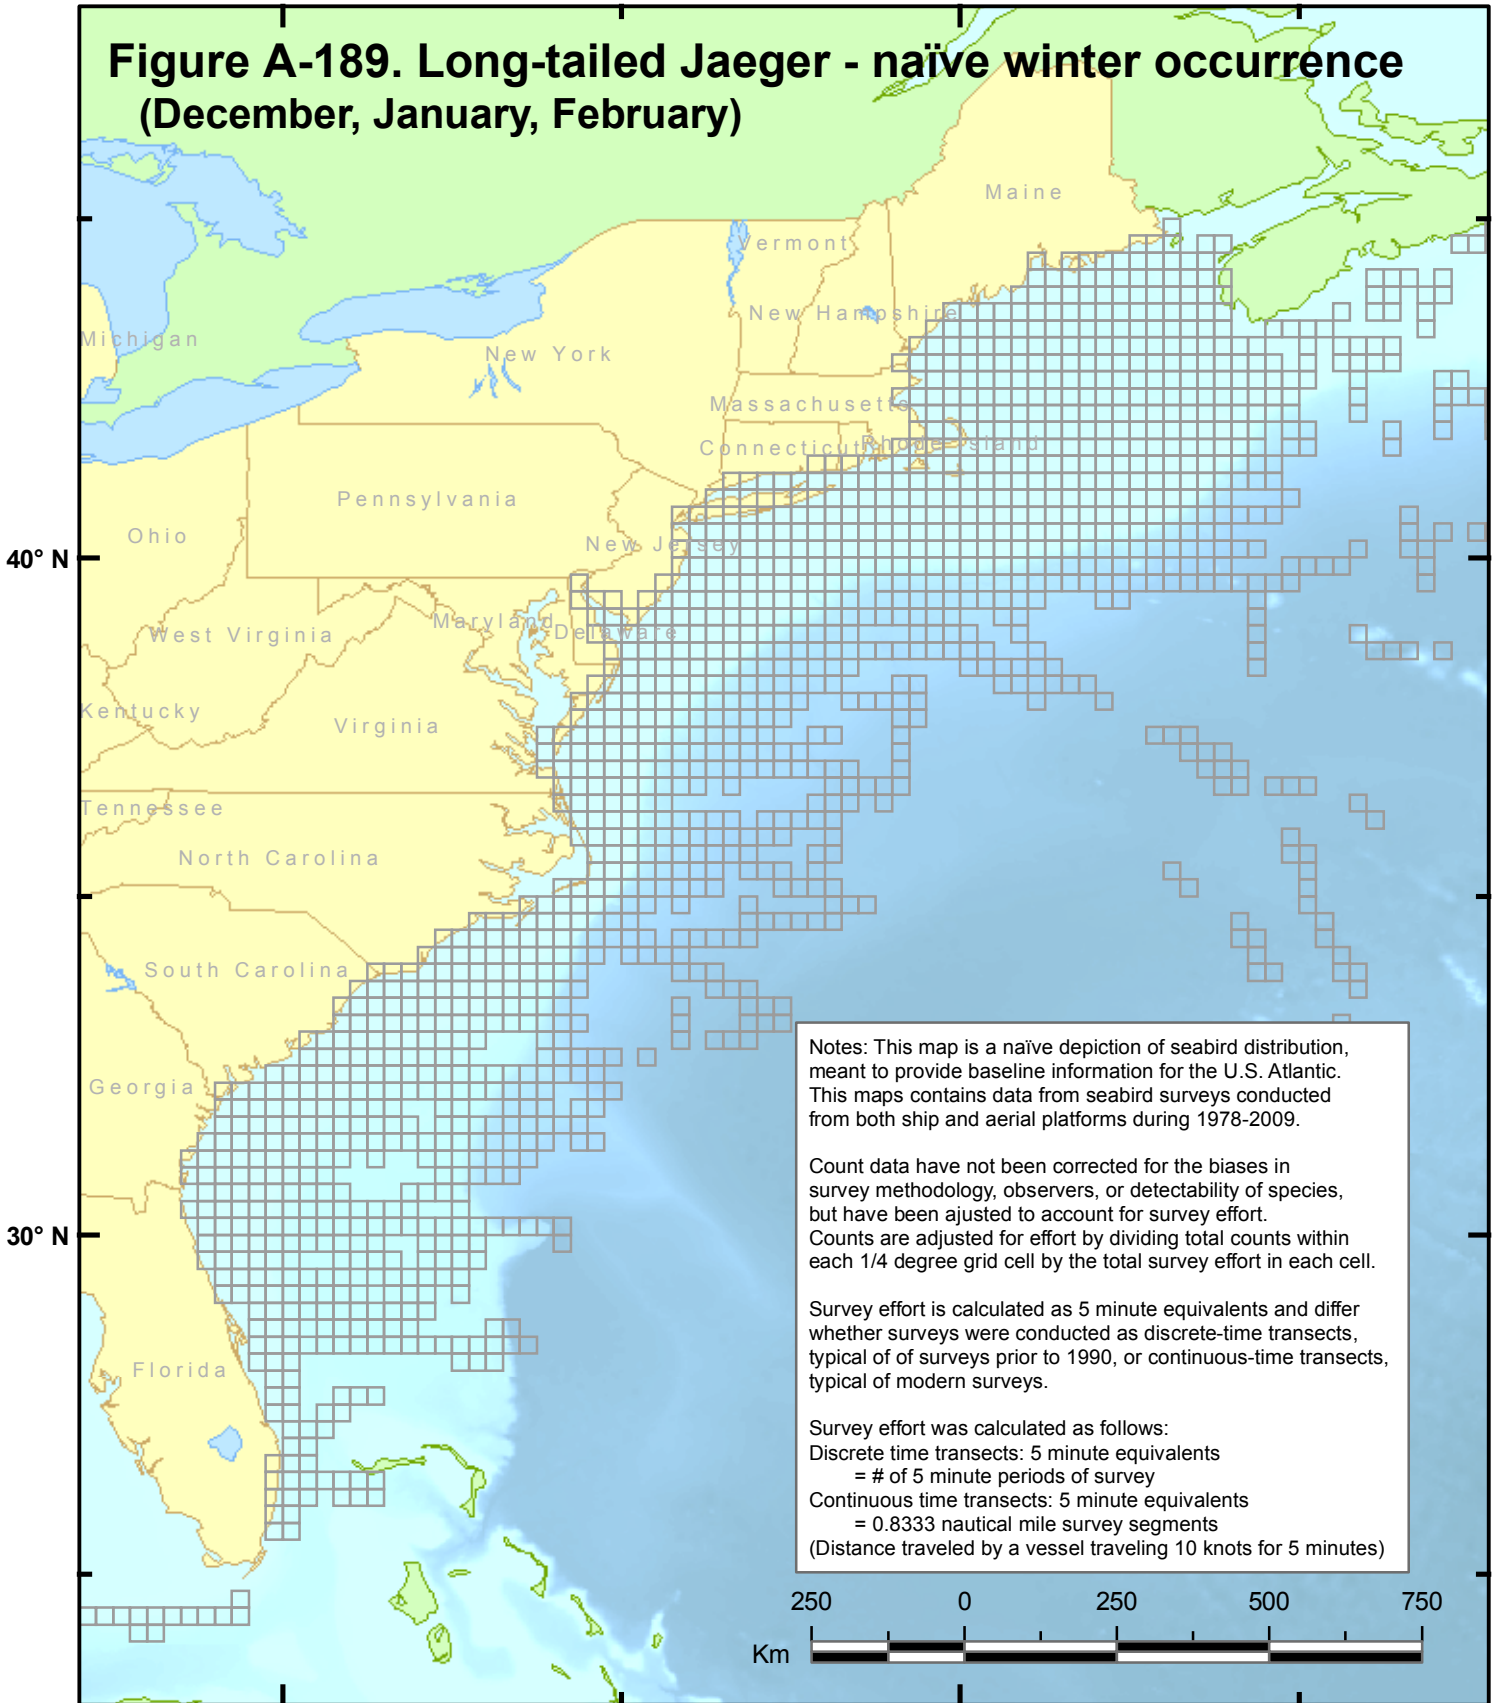 Figure A-189. Long-tailed Jaeger - naïve winter occurrence
(December, January, February)
Maine
Vermont
New Hampshire
Michigan
New York
Massachusetts
Connecticut
Rhode Island
Pennsylvania
Ohio
New Jersey
40° N
West Virginia
Maryland
Delaware
Kentucky
Virginia
Tennessee
North Carolina
South Carolina
Georgia
30° N
Florida
Notes: This map is a naïve depiction of seabird distribution,
meant to provide baseline information for the U.S. Atlantic.
This maps contains data from seabird surveys conducted
from both ship and aerial platforms during 1978-2009.
Count data have not been corrected for the biases in
survey methodology, observers, or detectability of species,
but have been ajusted to account for survey effort.
Counts are adjusted for effort by dividing total counts within
each 1/4 degree grid cell by the total survey effort in each cell.
Survey effort is calculated as 5 minute equivalents and differ
whether surveys were conducted as discrete-time transects,
typical of of surveys prior to 1990, or continuous-time transects,
typical of modern surveys.
Survey effort was calculated as follows:
Discrete time transects: 5 minute equivalents
= # of 5 minute periods of survey
Continuous time transects: 5 minute equivalents
= 0.8333 nautical mile survey segments
(Distance traveled by a vessel traveling 10 knots for 5 minutes)
250 0 250 500 750
Km